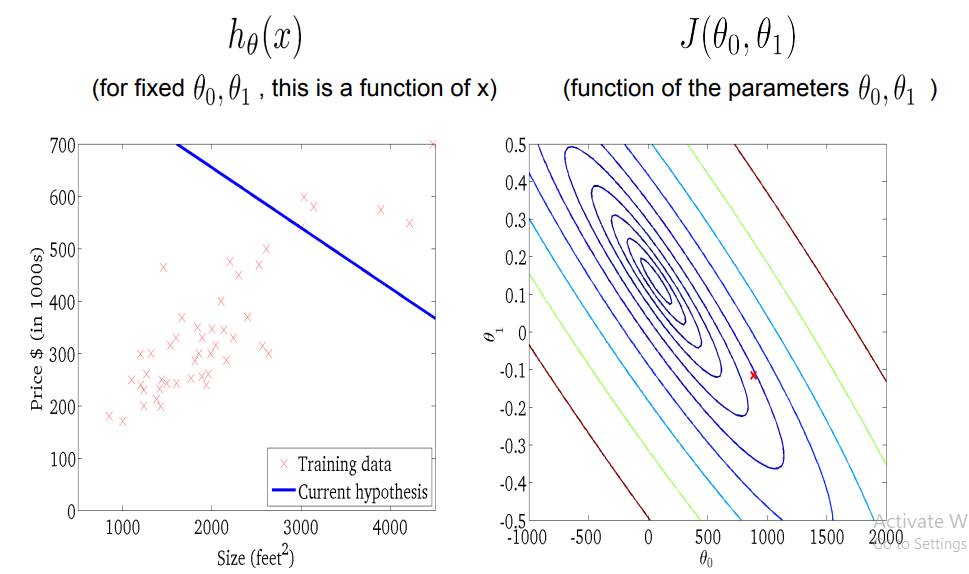 hθ(x)
(for fixed θ₀, θ₁ , this is a function of x)
700
600
500
400
300
200
100
0
1000
2000
3000
4000
Price $ (in 1000s)
Size (feet²)
Training data
Current hypothesis
J(θ₀, θ₁)
(function of the parameters θ₀, θ₁ )
0.5
0.4
0.3
0.2
0.1
0
-0.1
-0.2
-0.3
-0.4
-0.5
-1000
-500
0
500
1000
1500
2000
θ₁
θ₀
Activate W
Go to Settings